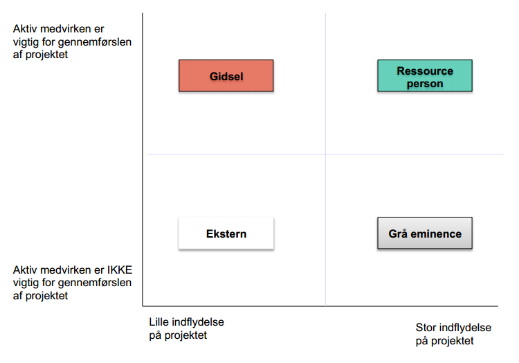 Aktiv medvirken er
vigtig for gennemførslen
af projektet
Gidsel
Ressource
person
Ekstern
Grå eminence
Aktiv medvirken er IKKE
vigtig for gennemførslen
af projektet
Lille indflydelse
på projektet
Stor indflydelse
på projektet